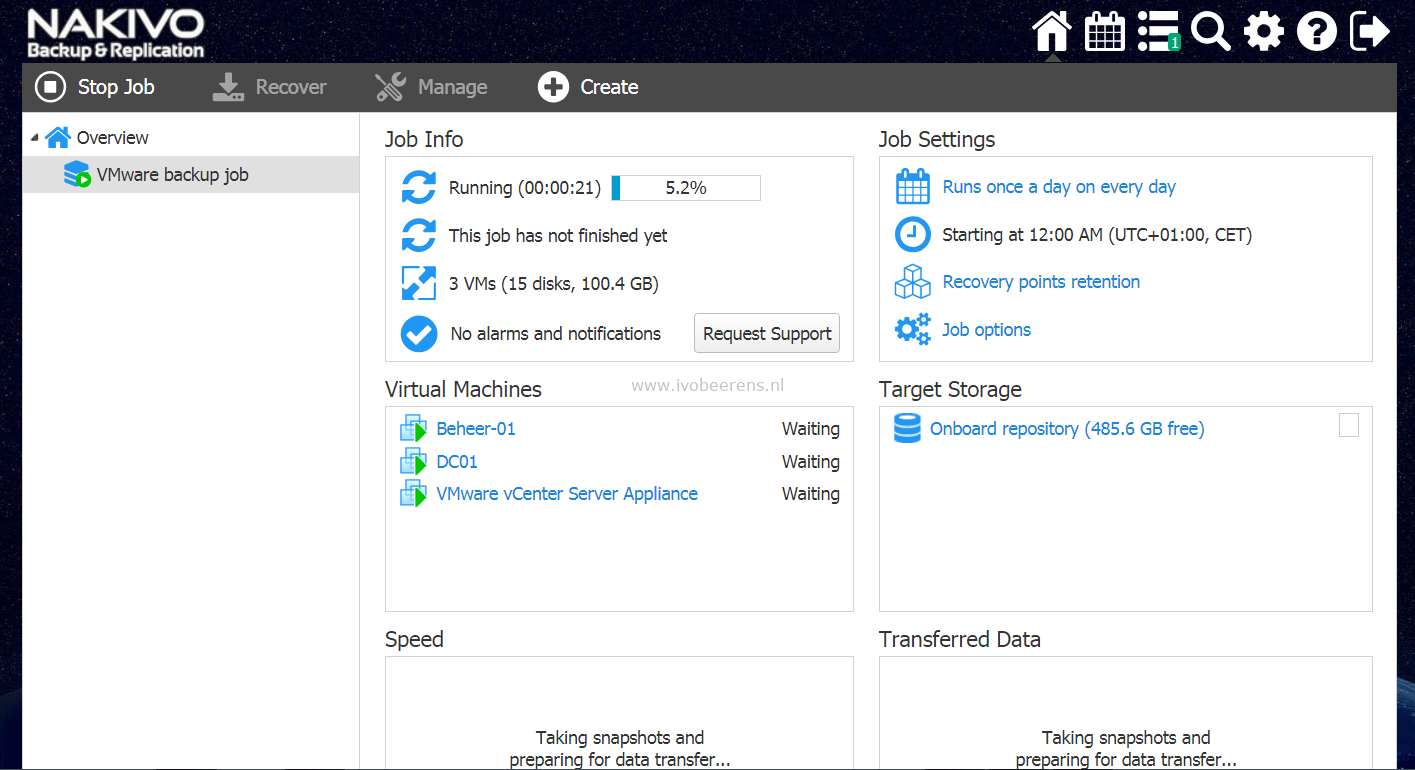 NAKIVO
Backup & Replication
1
Stop Job
Recover
Manage
Create
Overview
VMware backup job
Job Info
Running (00:00:21)
5.2%
This job has not finished yet
3 VMs (15 disks, 100.4 GB)
No alarms and notifications
Request Support
Job Settings
Runs once a day on every day
Starting at 12:00 AM (UTC+01:00, CET)
Recovery points retention
Job options
www.ivobeerens.nl
Virtual Machines
Beheer-01 Waiting
DC01 Waiting
VMware vCenter Server Appliance Waiting
Target Storage
Onboard repository (485.6 GB free)
Speed
Taking snapshots and
preparing for data transfer...
Transferred Data
Taking snapshots and
preparing for data transfer...